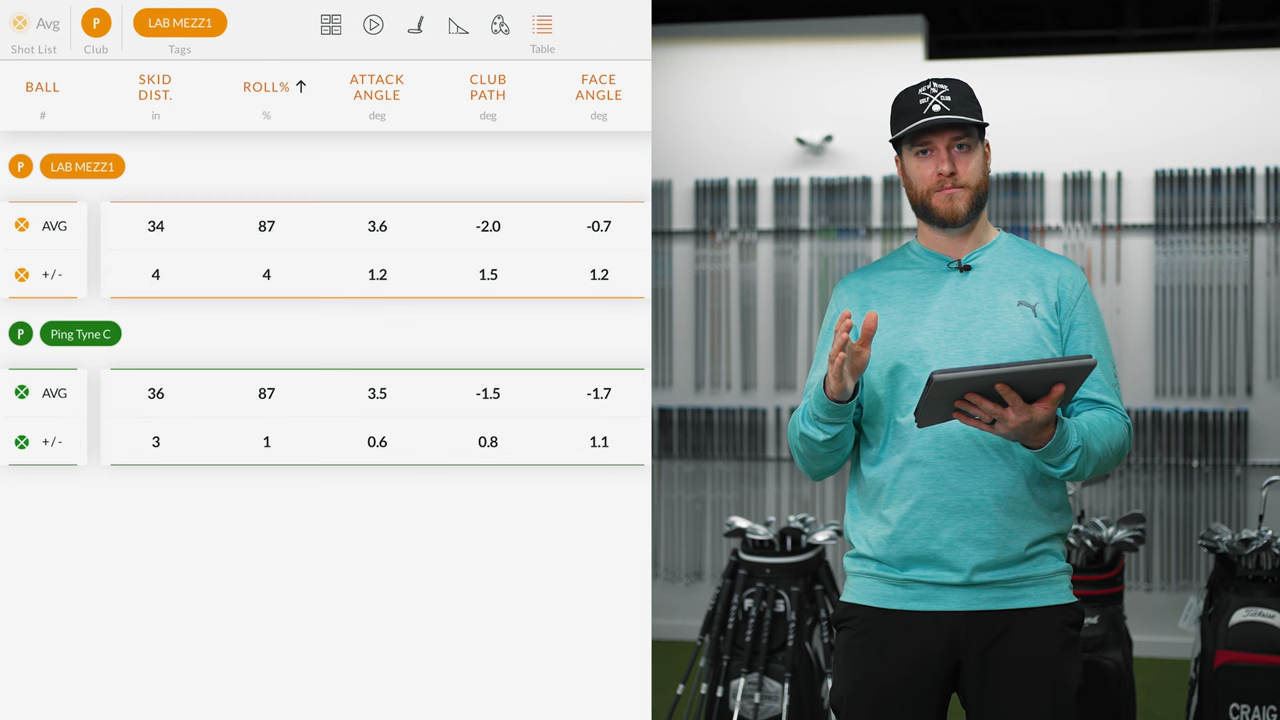 Avg
P
LAB MEZZ1
Shot List
Club
Tags
Table
BALL
SKID DIST.
ROLL% ↑
ATTACK ANGLE
CLUB PATH
FACE ANGLE
#
in
%
deg
deg
deg
P LAB MEZZ1
AVG 34 87 3.6 -2.0 -0.7
+/- 4 4 1.2 1.5 1.2
P Ping Tyne C
AVG 36 87 3.5 -1.5 -1.7
+/- 3 1 0.6 0.8 1.1
GOLF CLUB
PUMA
PING
Titleist
CRAIG